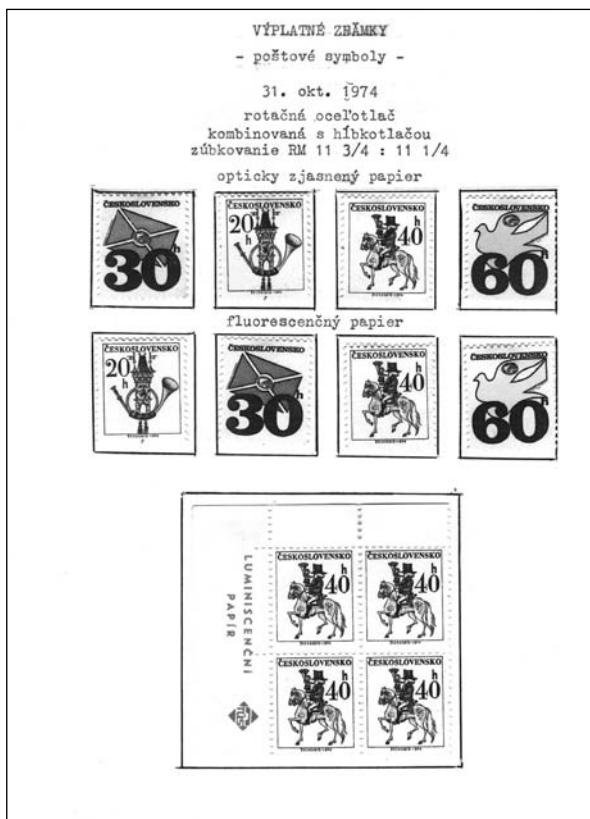 VÝPLATNÉ ZNÁMKY
- poštové symboly -
31. okt. 1974
rotačná oceľotlač
kombinovaná s hĺbkotlačou
zúbkovanie RM 11 3/4 : 11 1/4
opticky zjasnený papier
ČESKOSLOVENSKO
30 h
ČESKOSLOVENSKO
20 h
ČESKOSLOVENSKO
40 h
ČESKOSLOVENSKO
60 h
fluorescenčný papier
ČESKOSLOVENSKO
20 h
ČESKOSLOVENSKO
30 h
ČESKOSLOVENSKO
40 h
ČESKOSLOVENSKO
60 h
LUMINISCENČNÍ
PAPÍR
ČESKOSLOVENSKO
40 h
ČESKOSLOVENSKO
40 h
ČESKOSLOVENSKO
40 h
ČESKOSLOVENSKO
40 h